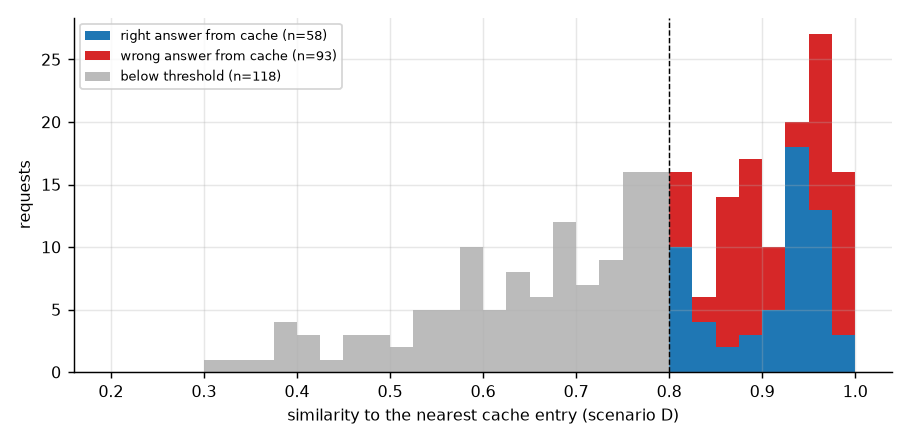 right answer from cache (n=58)
wrong answer from cache (n=93)
below threshold (n=118)
requests
25
20
15
10
5
0
0.2 0.3 0.4 0.5 0.6 0.7 0.8 0.9 1.0
similarity to the nearest cache entry (scenario D)